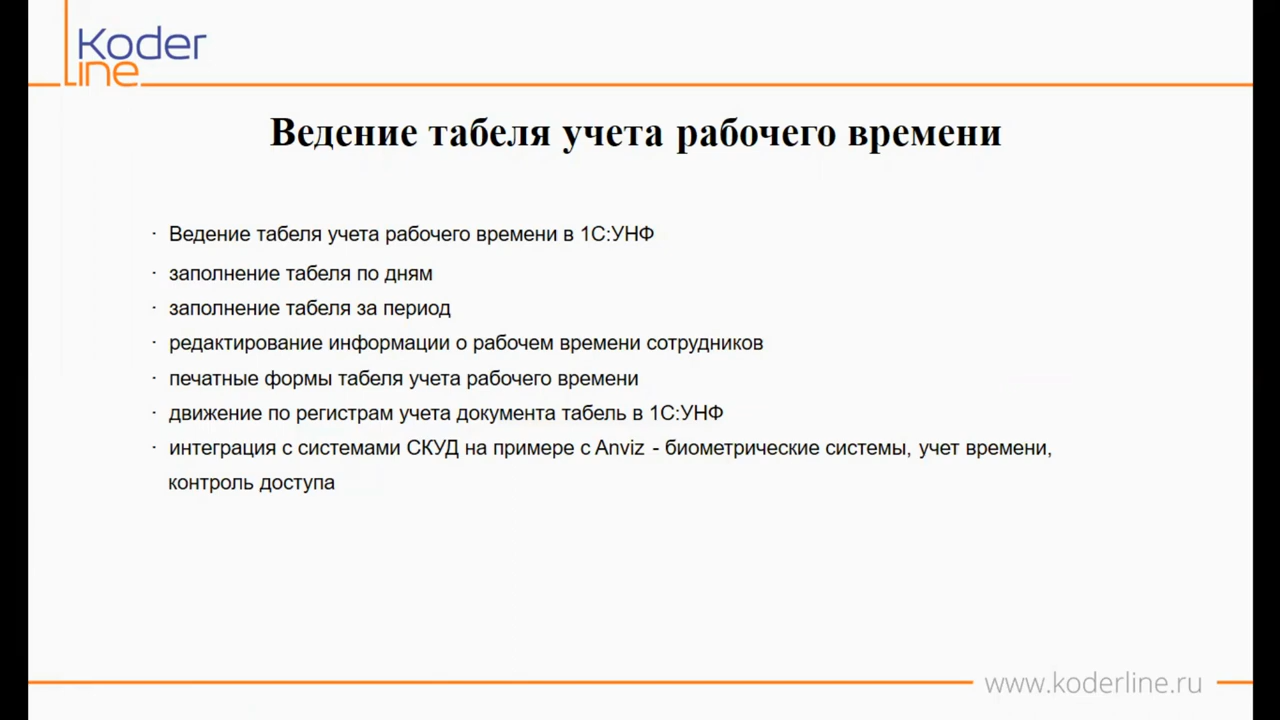 Koder
Line
Ведение табеля учета рабочего времени
· Ведение табеля учета рабочего времени в 1С:УНФ
· заполнение табеля по дням
· заполнение табеля за период
· редактирование информации о рабочем времени сотрудников
· печатные формы табеля учета рабочего времени
· движение по регистрам учета документа табель в 1С:УНФ
· интеграция с системами СКУД на примере с Anviz - биометрические системы, учет времени,
контроль доступа
www.koderline.ru